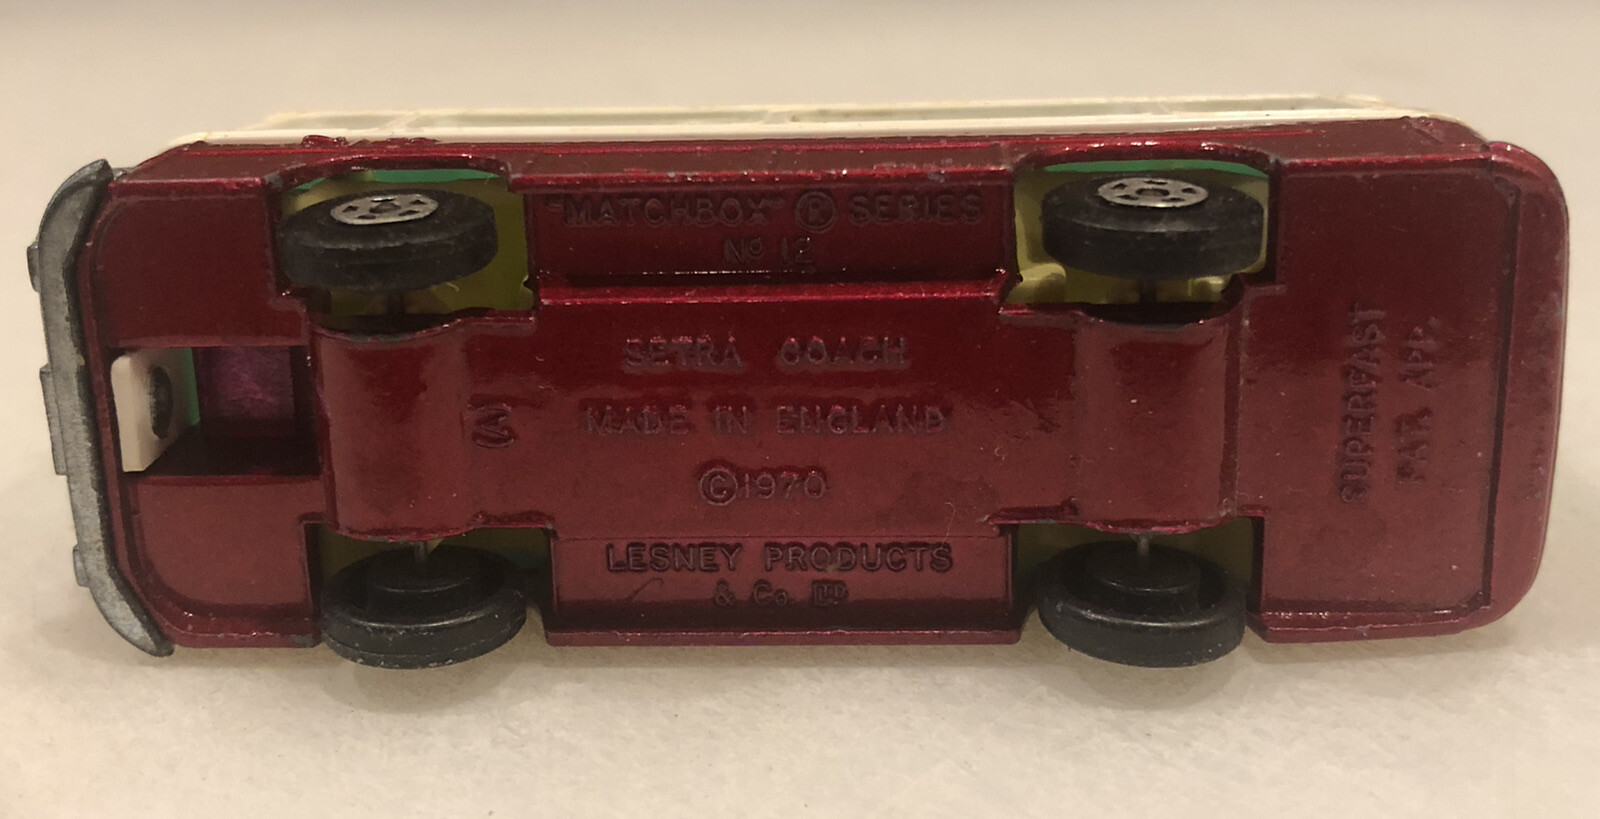 "MATCHBOX" ® SERIES
Nº 12
SETRA COACH
(A)
MADE IN ENGLAND
©1970
LESNEY PRODUCTS
& Co. LTD
SUPERFAST
PAT. APP.